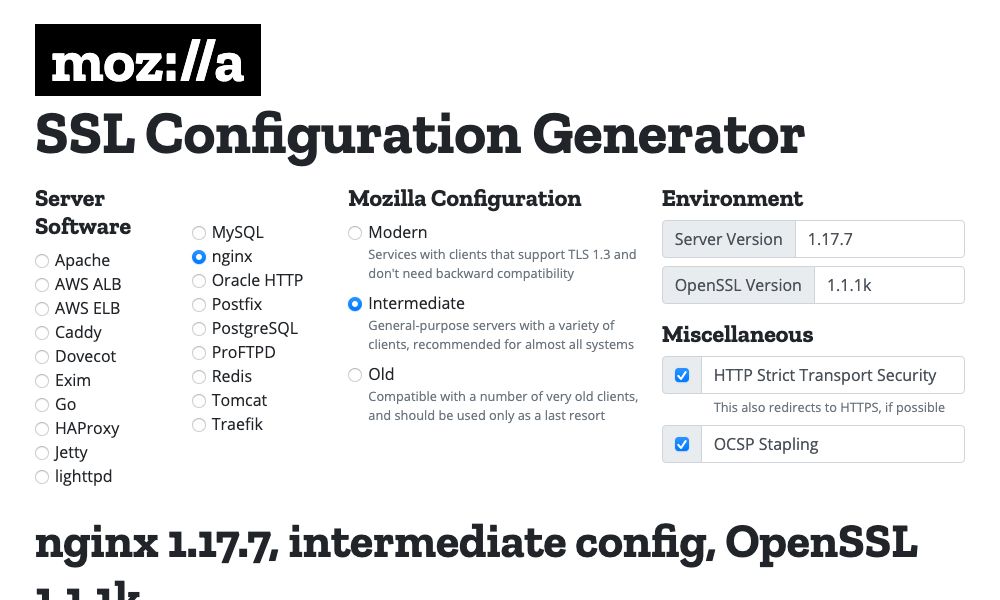 moz://a
SSL Configuration Generator
Server
Software
Apache
AWS ALB
AWS ELB
Caddy
Dovecot
Exim
Go
HAProxy
Jetty
lighttpd
MySQL
nginx
Oracle HTTP
Postfix
PostgreSQL
ProFTPD
Redis
Tomcat
Traefik
Mozilla Configuration
Modern
Services with clients that support TLS 1.3 and
don't need backward compatibility
Intermediate
General-purpose servers with a variety of
clients, recommended for almost all systems
Old
Compatible with a number of very old clients,
and should be used only as a last resort
Environment
Server Version 1.17.7
OpenSSL Version 1.1.1k
Miscellaneous
HTTP Strict Transport Security
This also redirects to HTTPS, if possible
OCSP Stapling
nginx 1.17.7, intermediate config, OpenSSL
1.1.1k